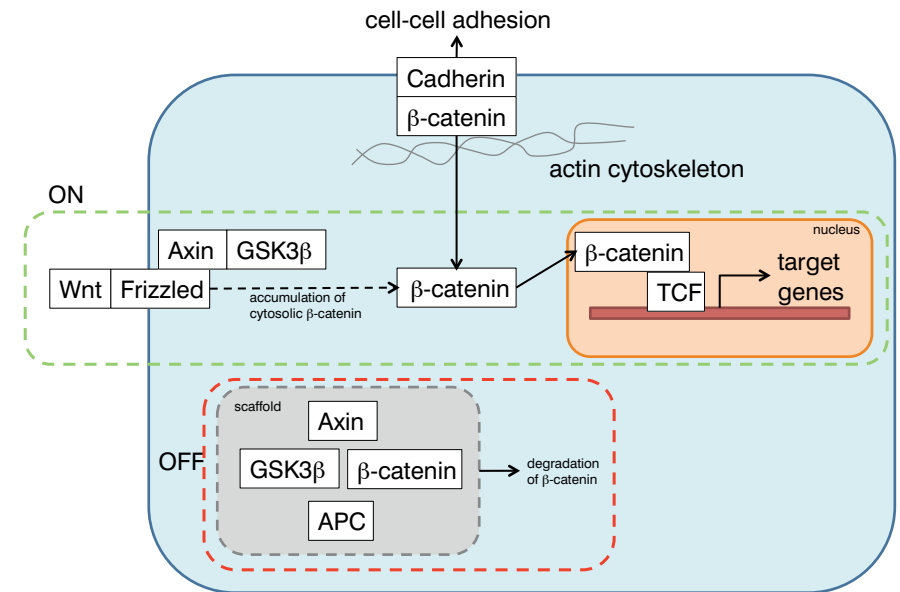 cell-cell adhesion
Cadherin
β-catenin
actin cytoskeleton
ON
nucleus
Axin GSK3β
β-catenin
target
genes
Wnt Frizzled
accumulation of
cytosolic β-catenin
β-catenin
TCF
scaffold
Axin
OFF
GSK3β
β-catenin
degradation
of β-catenin
APC